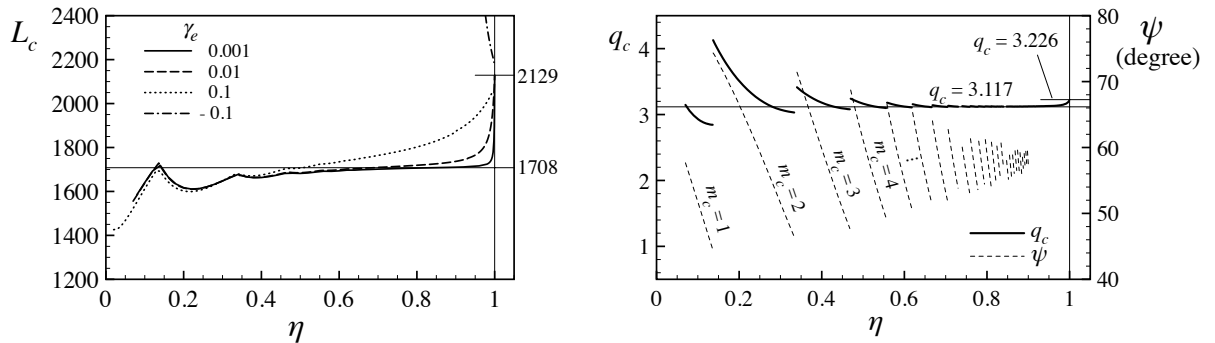 L_c
2400
2200
2000
1800
1600
1400
1200
γ_e
0.001
0.01
0.1
- 0.1
2129
1708
0
0.2
0.4
0.6
0.8
1
η
q_c
4
3
2
1
m_c = 1
m_c = 2
m_c = 3
m_c = 4
q_c = 3.226
q_c = 3.117
q_c
ψ
80
70
60
50
40
ψ
(degree)
0
0.2
0.4
0.6
0.8
1
η